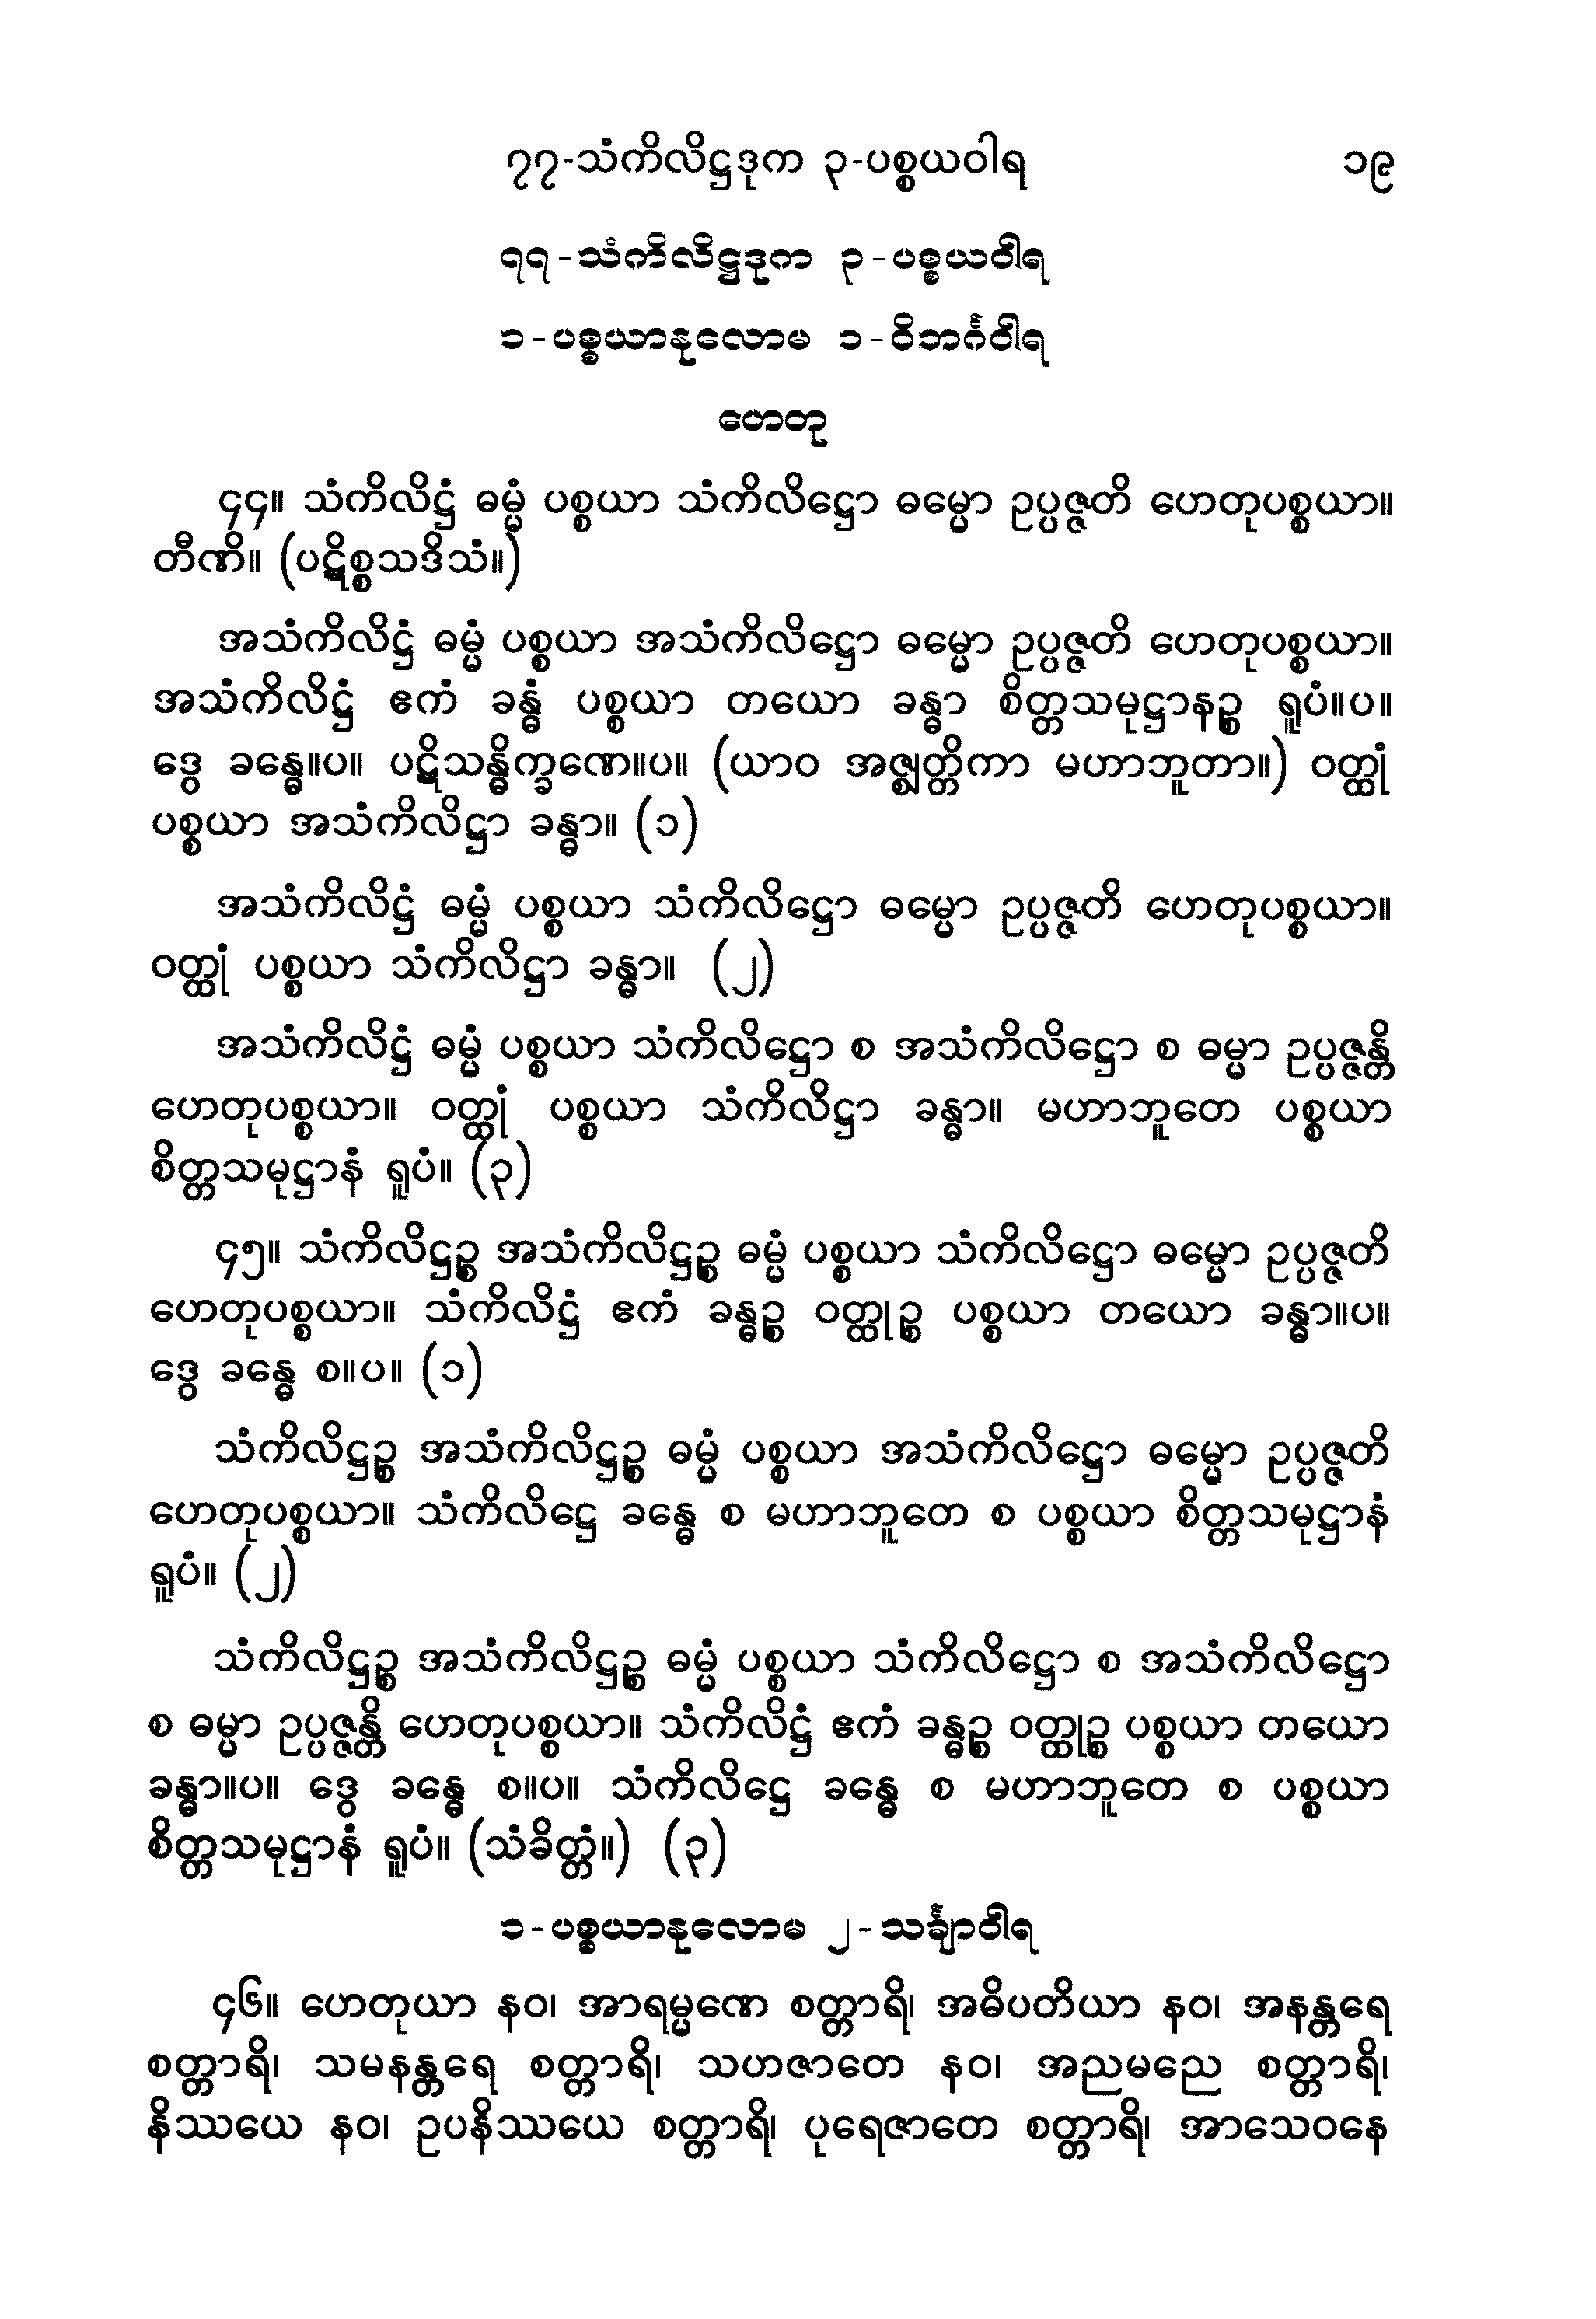 ၇၇-သံကိလိဋ္ဌဒုက ၃-ပစ္စယဝါရ ၁၉
၇၇-သံကိလိဋ္ဌဒုက ၃-ပစ္စယဝါရ
၁-ပစ္စယာနုလောမ ၁-ဝိဘင်္ဂဝါရ
ဟေတု
၄၄။ သံကိလိဋ္ဌံ ဓမ္မံ ပစ္စယာ သံကိလိဋ္ဌော ဓမ္မော ဥပ္ပဇ္ဇတိ ဟေတုပစ္စယာ။
တီဏိ။ (ပဋိစ္စသဒိသံ။)
အသံကိလိဋ္ဌံ ဓမ္မံ ပစ္စယာ အသံကိလိဋ္ဌော ဓမ္မော ဥပ္ပဇ္ဇတိ ဟေတုပစ္စယာ။
အသံကိလိဋ္ဌံ ဧကံ ခန္ဓံ ပစ္စယာ တယော ခန္ဓာ စိတ္တသမုဋ္ဌာနဉ္စ ရူပံ။ပ။
ဒွေ ခန္ဓေ။ပ။ ပဋိသန္ဓိက္ခဏေ။ပ။ (ယာဝ အဇ္ဈတ္တိကာ မဟာဘူတာ။) ဝတ္ထုံ
ပစ္စယာ အသံကိလိဋ္ဌာ ခန္ဓာ။ (၁)
အသံကိလိဋ္ဌံ ဓမ္မံ ပစ္စယာ သံကိလိဋ္ဌော ဓမ္မော ဥပ္ပဇ္ဇတိ ဟေတုပစ္စယာ။
ဝတ္ထုံ ပစ္စယာ သံကိလိဋ္ဌာ ခန္ဓာ။ (၂)
အသံကိလိဋ္ဌံ ဓမ္မံ ပစ္စယာ သံကိလိဋ္ဌော စ အသံကိလိဋ္ဌော စ ဓမ္မာ ဥပ္ပဇ္ဇန္တိ
ဟေတုပစ္စယာ။ ဝတ္ထုံ ပစ္စယာ သံကိလိဋ္ဌာ ခန္ဓာ။ မဟာဘူတေ ပစ္စယာ
စိတ္တသမုဋ္ဌာနံ ရူပံ။ (၃)
၄၅။ သံကိလိဋ္ဌဉ္စ အသံကိလိဋ္ဌဉ္စ ဓမ္မံ ပစ္စယာ သံကိလိဋ္ဌော ဓမ္မော ဥပ္ပဇ္ဇတိ
ဟေတုပစ္စယာ။ သံကိလိဋ္ဌံ ဧကံ ခန္ဓဉ္စ ဝတ္ထုဉ္စ ပစ္စယာ တယော ခန္ဓာ။ပ။
ဒွေ ခန္ဓေ စ။ပ။ (၁)
သံကိလိဋ္ဌဉ္စ အသံကိလိဋ္ဌဉ္စ ဓမ္မံ ပစ္စယာ အသံကိလိဋ္ဌော ဓမ္မော ဥပ္ပဇ္ဇတိ
ဟေတုပစ္စယာ။ သံကိလိဋ္ဌေ ခန္ဓေ စ မဟာဘူတေ စ ပစ္စယာ စိတ္တသမုဋ္ဌာနံ
ရူပံ။ (၂)
သံကိလိဋ္ဌဉ္စ အသံကိလိဋ္ဌဉ္စ ဓမ္မံ ပစ္စယာ သံကိလိဋ္ဌော စ အသံကိလိဋ္ဌော
စ ဓမ္မာ ဥပ္ပဇ္ဇန္တိ ဟေတုပစ္စယာ။ သံကိလိဋ္ဌံ ဧကံ ခန္ဓဉ္စ ဝတ္ထုဉ္စ ပစ္စယာ တယော
ခန္ဓာ။ပ။ ဒွေ ခန္ဓေ စ။ပ။ သံကိလိဋ္ဌေ ခန္ဓေ စ မဟာဘူတေ စ ပစ္စယာ
စိတ္တသမုဋ္ဌာနံ ရူပံ။ (သံခိတ္တံ။) (၃)
၁-ပစ္စယာနုလောမ ၂-သင်္ချာဝါရ
၄၆။ ဟေတုယာ နဝ၊ အာရမ္မဏေ စတ္တာရိ၊ အဓိပတိယာ နဝ၊ အနန္တရေ
စတ္တာရိ၊ သမနန္တရေ စတ္တာရိ၊ သဟဇာတေ နဝ၊ အညမညေ စတ္တာရိ၊
နိဿယေ နဝ၊ ဥပနိဿယေ စတ္တာရိ၊ ပုရေဇာတေ စတ္တာရိ၊ အာသေဝနေ